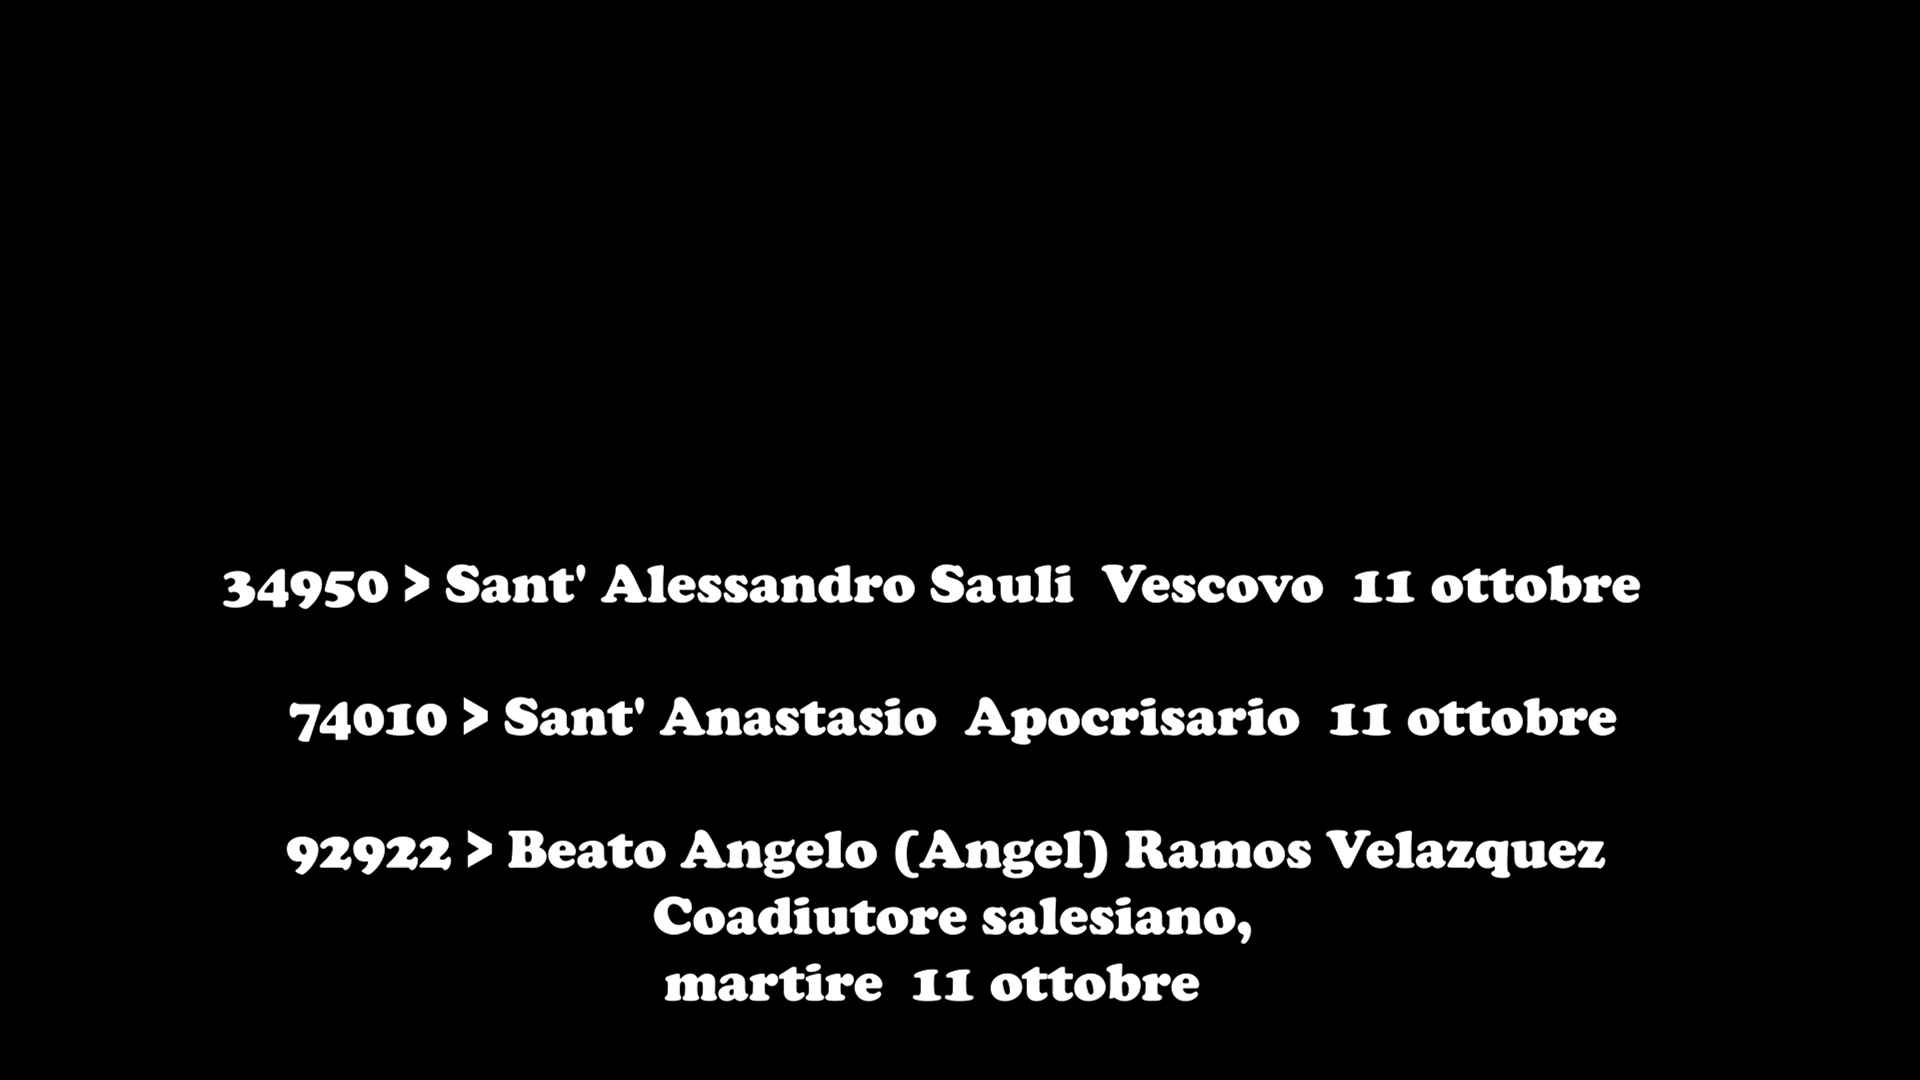 34950 > Sant' Alessandro Sauli  Vescovo  11 ottobre
74010 > Sant' Anastasio  Apocrisario  11 ottobre
92922 > Beato Angelo (Angel) Ramos Velazquez
Coadiutore salesiano,
martire  11 ottobre